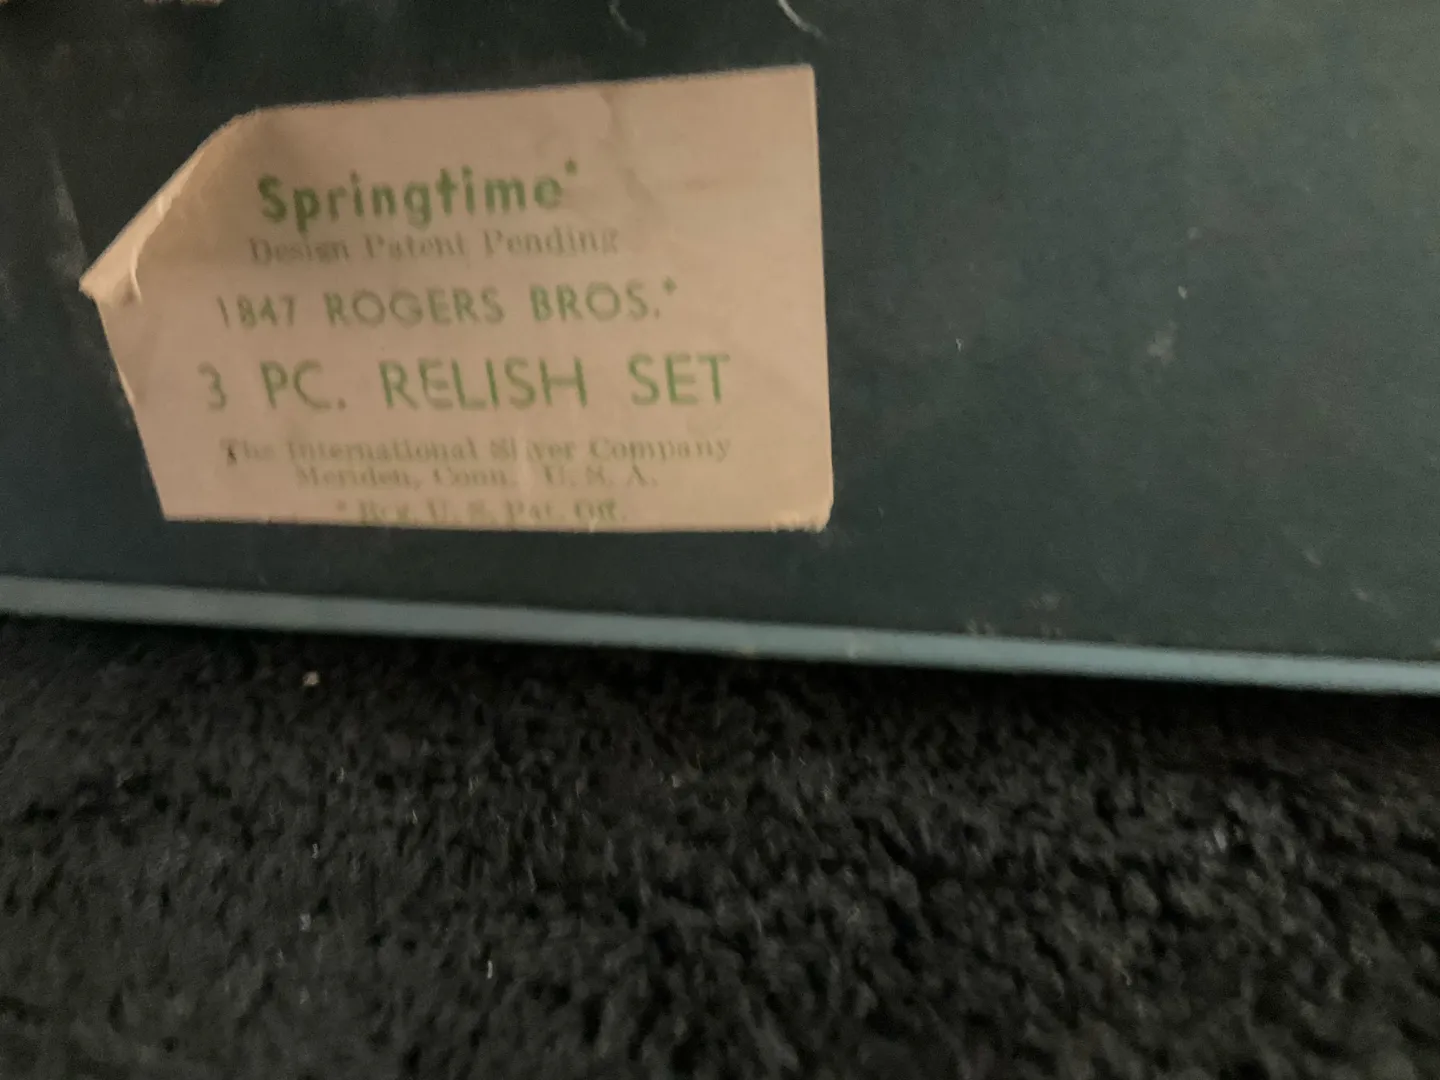 Springtime*
Design Patent Pending
1847 ROGERS BROS.*
3 PC. RELISH SET
The International Silver Company
Meriden, Conn. U. S. A.
* Reg. U. S. Pat. Off.